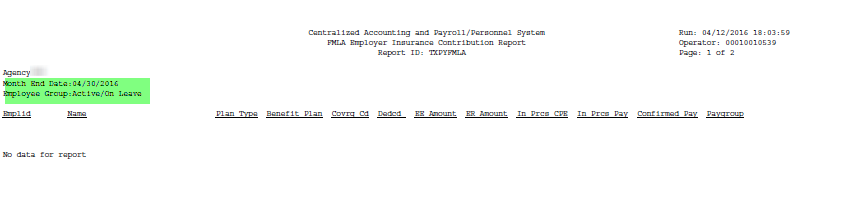 Centralized Accounting and Payroll/Personnel System
FMLA Employer Insurance Contribution Report
Report ID: TXPYFMLA
Run: 04/12/2016 18:03:59
Operator: 00010010539
Page: 1 of 2
Agency
Month End Date:04/30/2016
Employee Group:Active/On Leave
Emplid Name Plan Type Benefit Plan Covrg Cd Dedcd EE Amount ER Amount In Prcs CPE In Prcs Pay Confirmed Pay Paygroup
No data for report